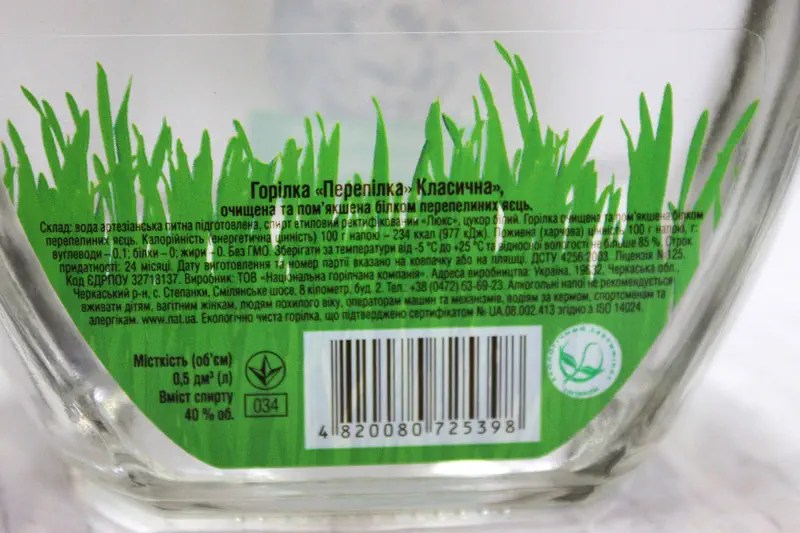 Горілка «Перепілка» Класична»,
очищена та пом'якшена білком перепелиних яєць.
Склад: вода артезіанська питна підготовлена, спирт етиловий ректифікований «Люкс», цукор білий. Горілка очищена та пом'якшена білком
перепелиних яєць. Калорійність (енергетична цінність) 100 г напою – 234 ккал (977 кДж). Поживна (харчова) цінність 100 г напою, г:
вуглеводи – 0,1; білки – 0; жири – 0. Без ГМО. Зберігати за температури від -5 °С до +25 °С та відносної вологості не більше 85 %. Строк
придатності: 24 місяці. Дату виготовлення та номер партії вказано на ковпачку або на пляшці. ДСТУ 4256:2003. Ліцензія N°125.
Код ЄДРПОУ 32713137. Виробник: ТОВ «Національна горілчана компанія». Адреса виробництва: Україна, 19632, Черкаська обл.,
Черкаський р-н, с. Степанки, Смілянське шосе, 8 кілометр, буд. 2. Тел.: +38 (0472) 63-69-23. Алкогольні напої не рекомендується
вживати дітям, вагітним жінкам, людям похилого віку, операторам машин та механізмів, водіям за кермом, спортсменам та
алергікам. www.nat.ua. Екологічно чиста горілка, що підтверджено сертифікатом № UA.08.002.413 згідно з ISO 14024.
Місткість (об'єм)
0,5 дм³ (л)
Вміст спирту
40 % об.
034
4 820080 725398